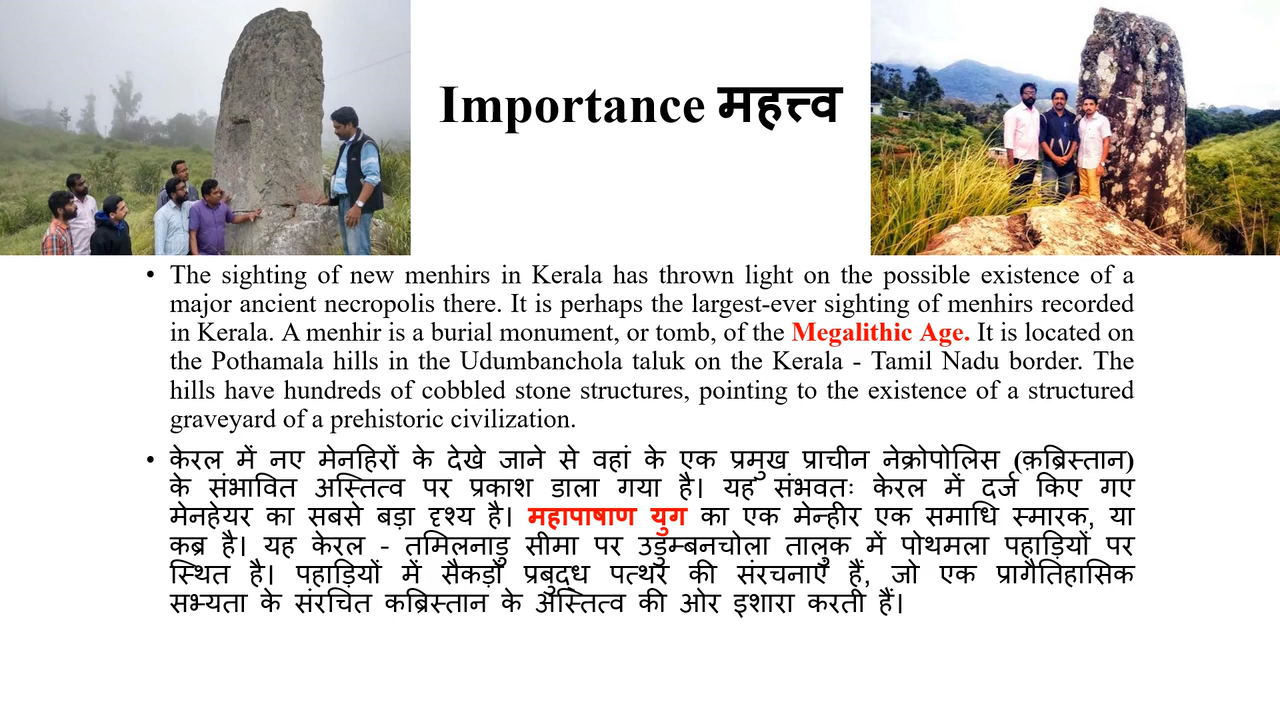 Importance महत्त्व
• The sighting of new menhirs in Kerala has thrown light on the possible existence of a
major ancient necropolis there. It is perhaps the largest-ever sighting of menhirs recorded
in Kerala. A menhir is a burial monument, or tomb, of the Megalithic Age. It is located on
the Pothamala hills in the Udumbanchola taluk on the Kerala - Tamil Nadu border. The
hills have hundreds of cobbled stone structures, pointing to the existence of a structured
graveyard of a prehistoric civilization.
• केरल में नए मेनहिरों के देखे जाने से वहां के एक प्रमुख प्राचीन नेक्रोपोलिस (क़ब्रिस्तान)
के संभावित अस्तित्व पर प्रकाश डाला गया है। यह संभवतः केरल में दर्ज किए गए
मेनहेयर का सबसे बड़ा दृश्य है। महापाषाण युग का एक मेन्हीर एक समाधि स्मारक, या
कब्र है। यह केरल - तमिलनाडु सीमा पर उडुम्बनचोला तालुक में पोथमला पहाड़ियों पर
स्थित है। पहाड़ियों में सैकड़ों प्रबुद्ध पत्थर की संरचनाएँ हैं, जो एक प्रागैतिहासिक
सभ्यता के संरचित कब्रिस्तान के अस्तित्व की ओर इशारा करती हैं।